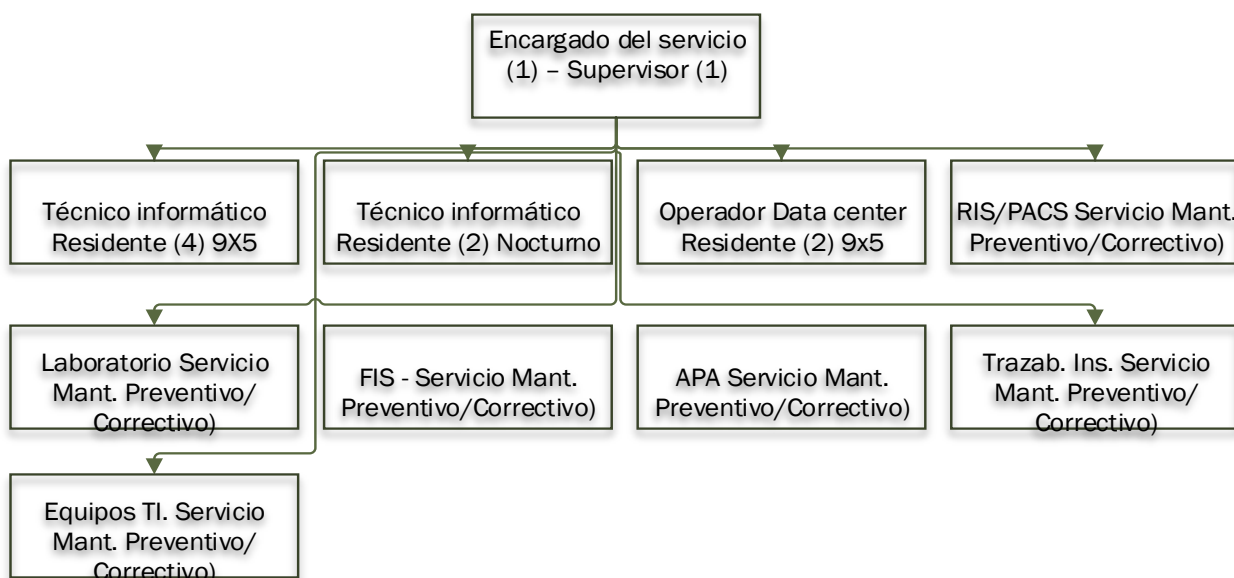 Encargado del servicio
(1) – Supervisor (1)
Técnico informático
Residente (4) 9X5
Técnico informático
Residente (2) Nocturno
Operador Data center
Residente (2) 9x5
RIS/PACS Servicio Mant.
Preventivo/Correctivo)
Laboratorio Servicio
Mant. Preventivo/
Correctivo)
FIS - Servicio Mant.
Preventivo/Correctivo)
APA Servicio Mant.
Preventivo/Correctivo)
Trazab. Ins. Servicio
Mant. Preventivo/
Correctivo)
Equipos TI. Servicio
Mant. Preventivo/
Correctivo)